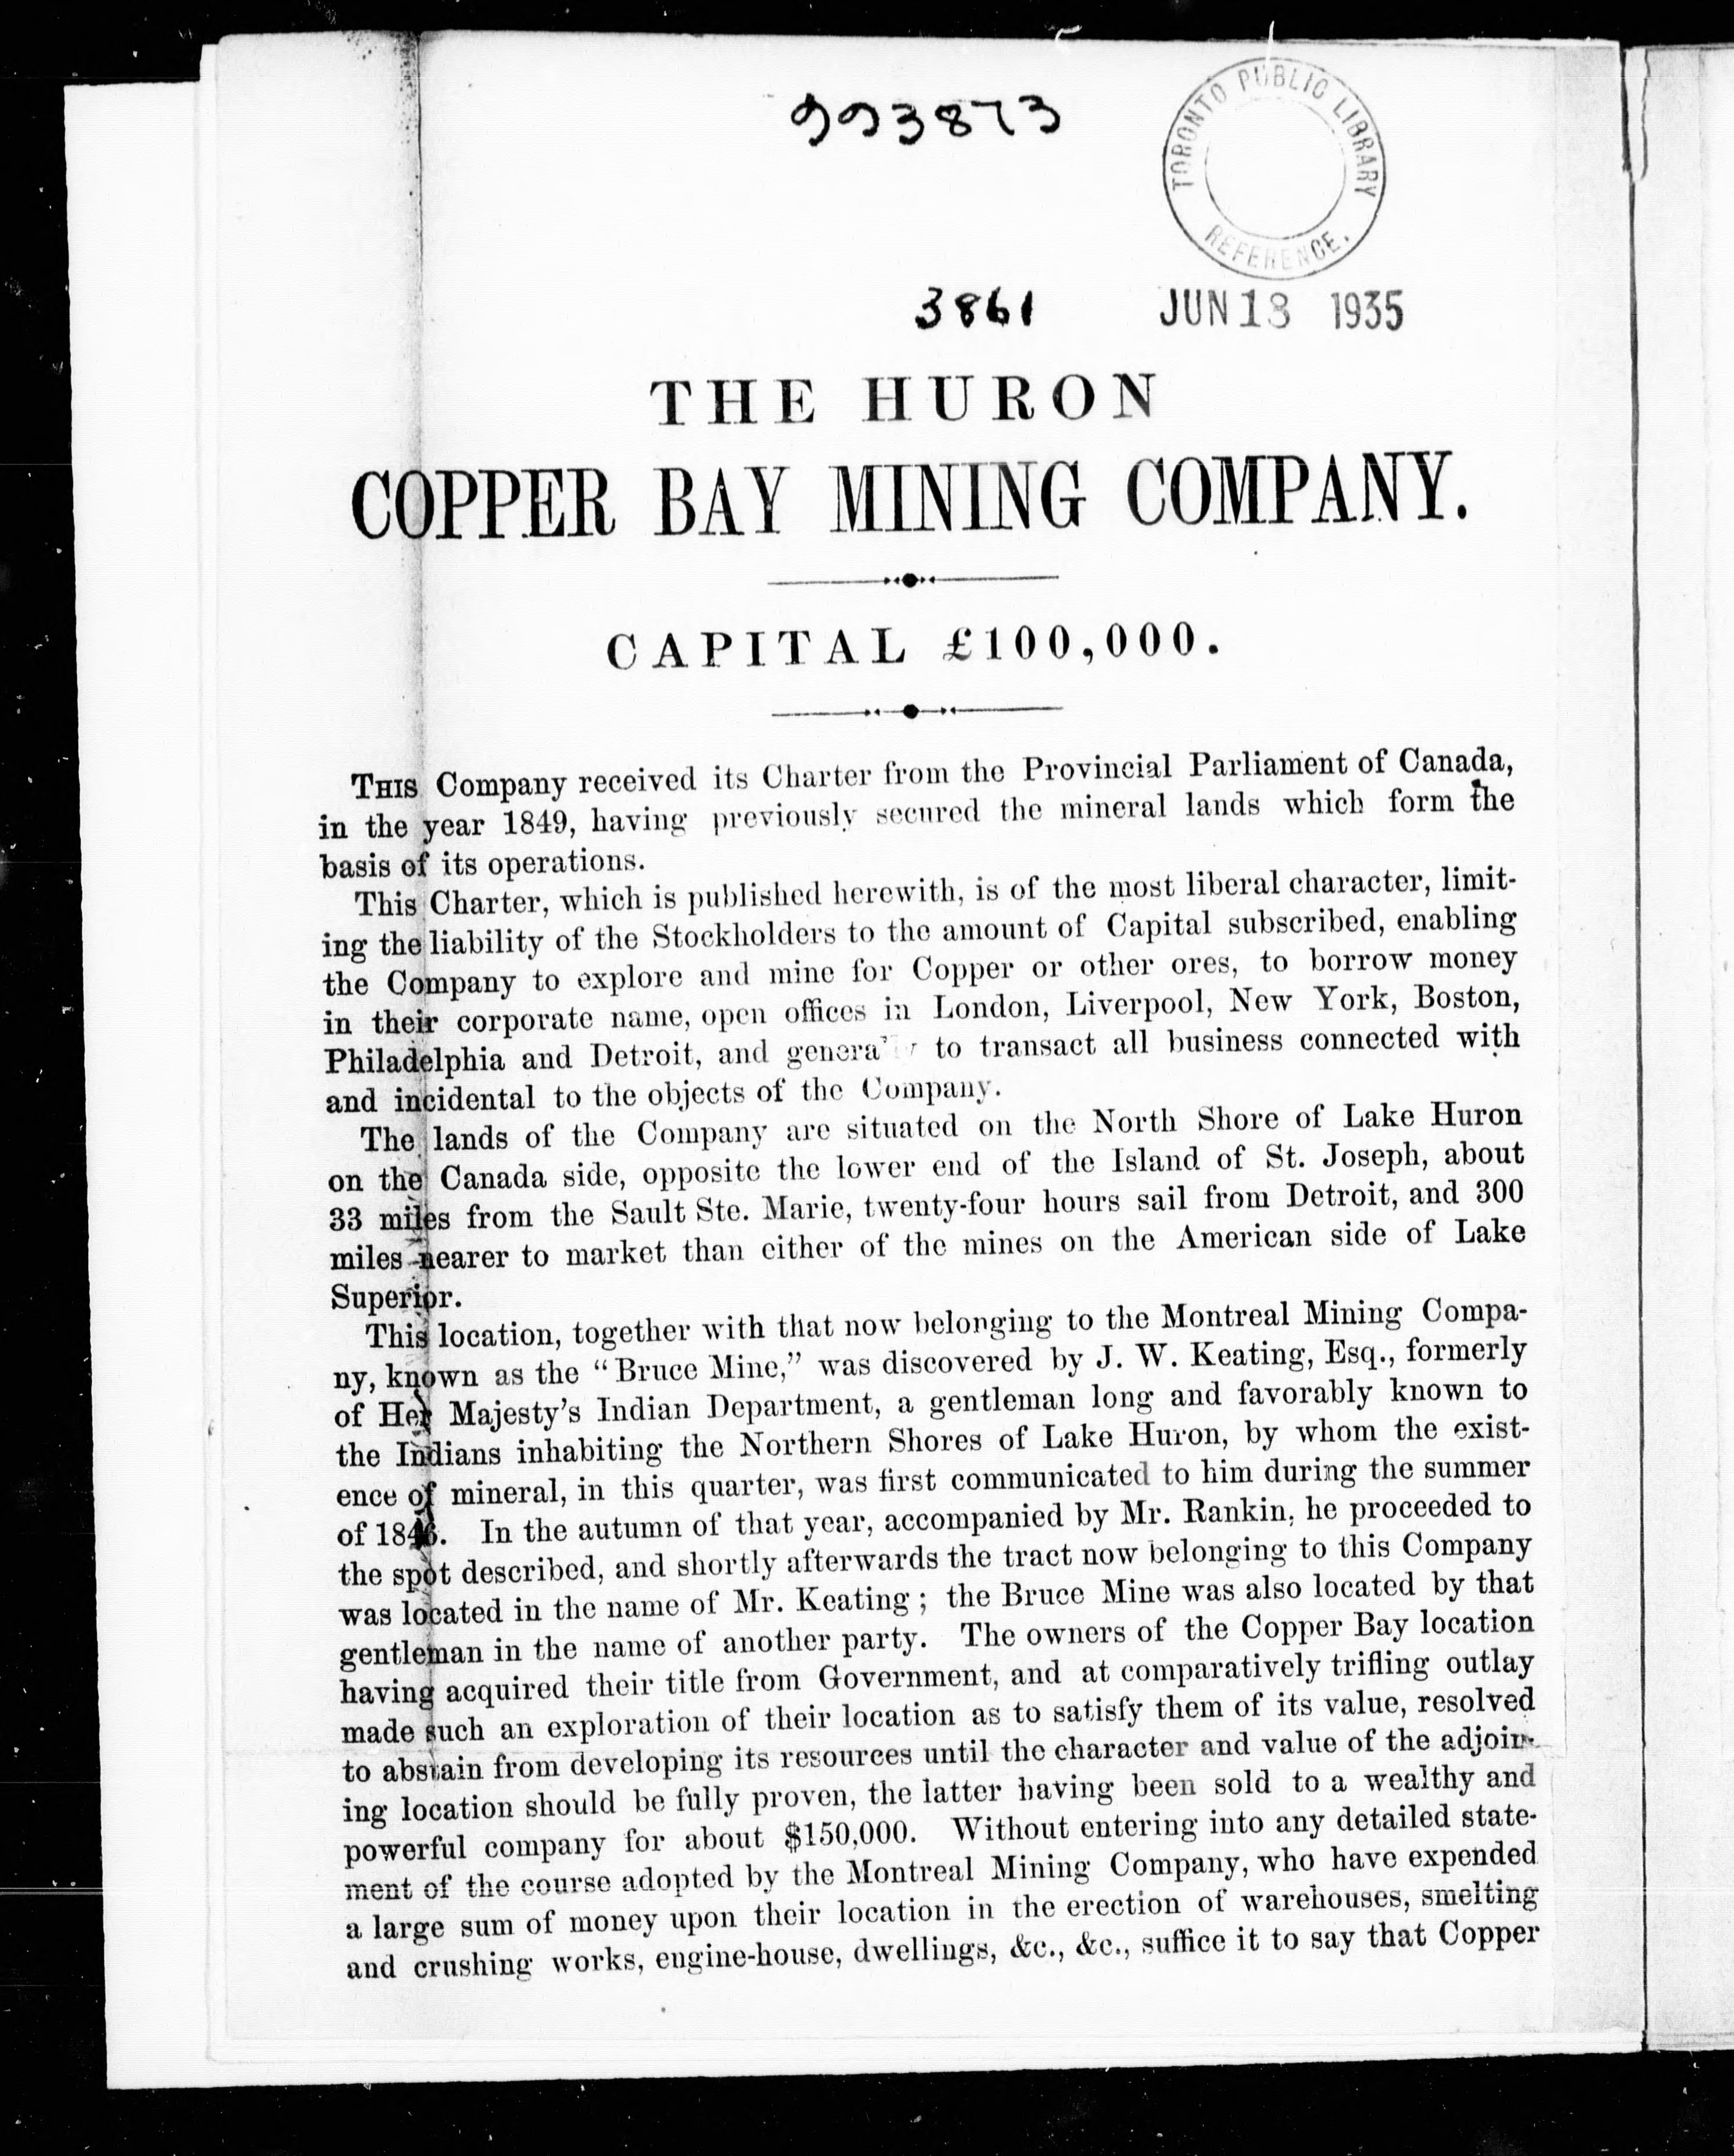 993873
TORONTO PUBLIC LIBRARY
REFERENCE.
3861 JUN 13 1935
THE HURON
COPPER BAY MINING COMPANY.
CAPITAL £100,000.
THIS Company received its Charter from the Provincial Parliament of Canada,
in the year 1849, having previously secured the mineral lands which form the
basis of its operations.
This Charter, which is published herewith, is of the most liberal character, limit-
ing the liability of the Stockholders to the amount of Capital subscribed, enabling
the Company to explore and mine for Copper or other ores, to borrow money
in their corporate name, open offices in London, Liverpool, New York, Boston,
Philadelphia and Detroit, and to transact all business connected with
and incidental to the objects of the Company.
The lands of the Company are situated on the North Shore of Lake Huron
on the Canada side, opposite the lower end of the Island of St. Joseph, about
33 miles from the Sault Ste. Marie, twenty-four hours sail from Detroit, and 300
miles nearer to market than either of the mines on the American side of Lake
Superior.
This location, together with that now belonging to the Montreal Mining Compa-
ny, known as the "Bruce Mine," was discovered by J. W. Keating, Esq., formerly
of Her Majesty's Indian Department, a gentleman long and favorably known to
the Indians inhabiting the Northern Shores of Lake Huron, by whom the exist-
ence of mineral, in this quarter, was first communicated to him during the summer
of In the autumn of that year, accompanied by Mr. Rankin, he proceeded to
the spot described, and shortly afterwards the tract now belonging to this Company
was located in the name of Mr. Keating; the Bruce Mine was also located by that
gentleman in the name of another party. The owners of the Copper Bay location
having acquired their title from Government, and at comparatively trifling outlay
made such an exploration of their location as to satisfy them of its value, resolved
to abstain from developing its resources until the character and value of the adjoin-
ing location should be fully proven, the latter having been sold to a wealthy and
powerful company for about $150,000. Without entering into any detailed state-
ment of the course adopted by the Montreal Mining Company, who have expended
a large sum of money upon their location in the erection of warehouses, smelting
and crushing works, engine-house, dwellings, &c., &c., suffice it to say that Copper